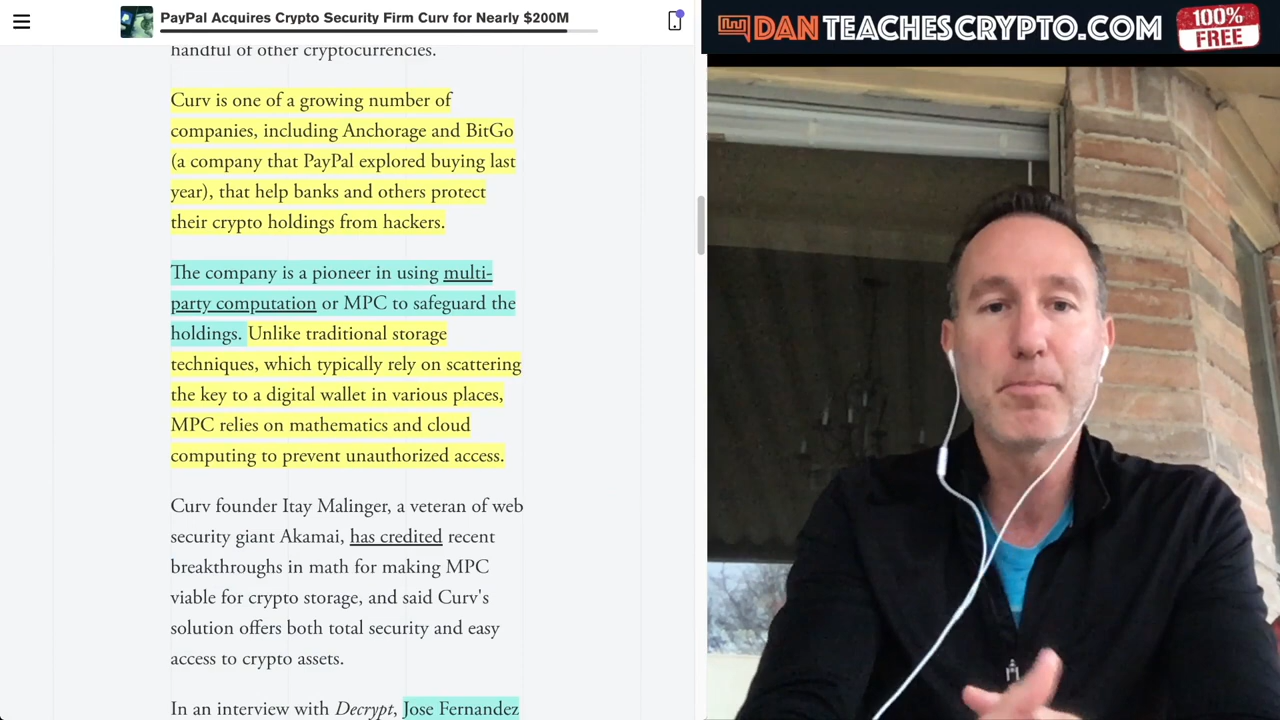 PayPal Acquires Crypto Security Firm Curv for Nearly $200M
handful of other cryptocurrencies.
Curv is one of a growing number of
companies, including Anchorage and BitGo
(a company that PayPal explored buying last
year), that help banks and others protect
their crypto holdings from hackers.
The company is a pioneer in using multi-
party computation or MPC to safeguard the
holdings. Unlike traditional storage
techniques, which typically rely on scattering
the key to a digital wallet in various places,
MPC relies on mathematics and cloud
computing to prevent unauthorized access.
Curv founder Itay Malinger, a veteran of web
security giant Akamai, has credited recent
breakthroughs in math for making MPC
viable for crypto storage, and said Curv's
solution offers both total security and easy
access to crypto assets.
In an interview with Decrypt, Jose Fernandez
DANTEACHESCRYPTO.COM
100%
FREE